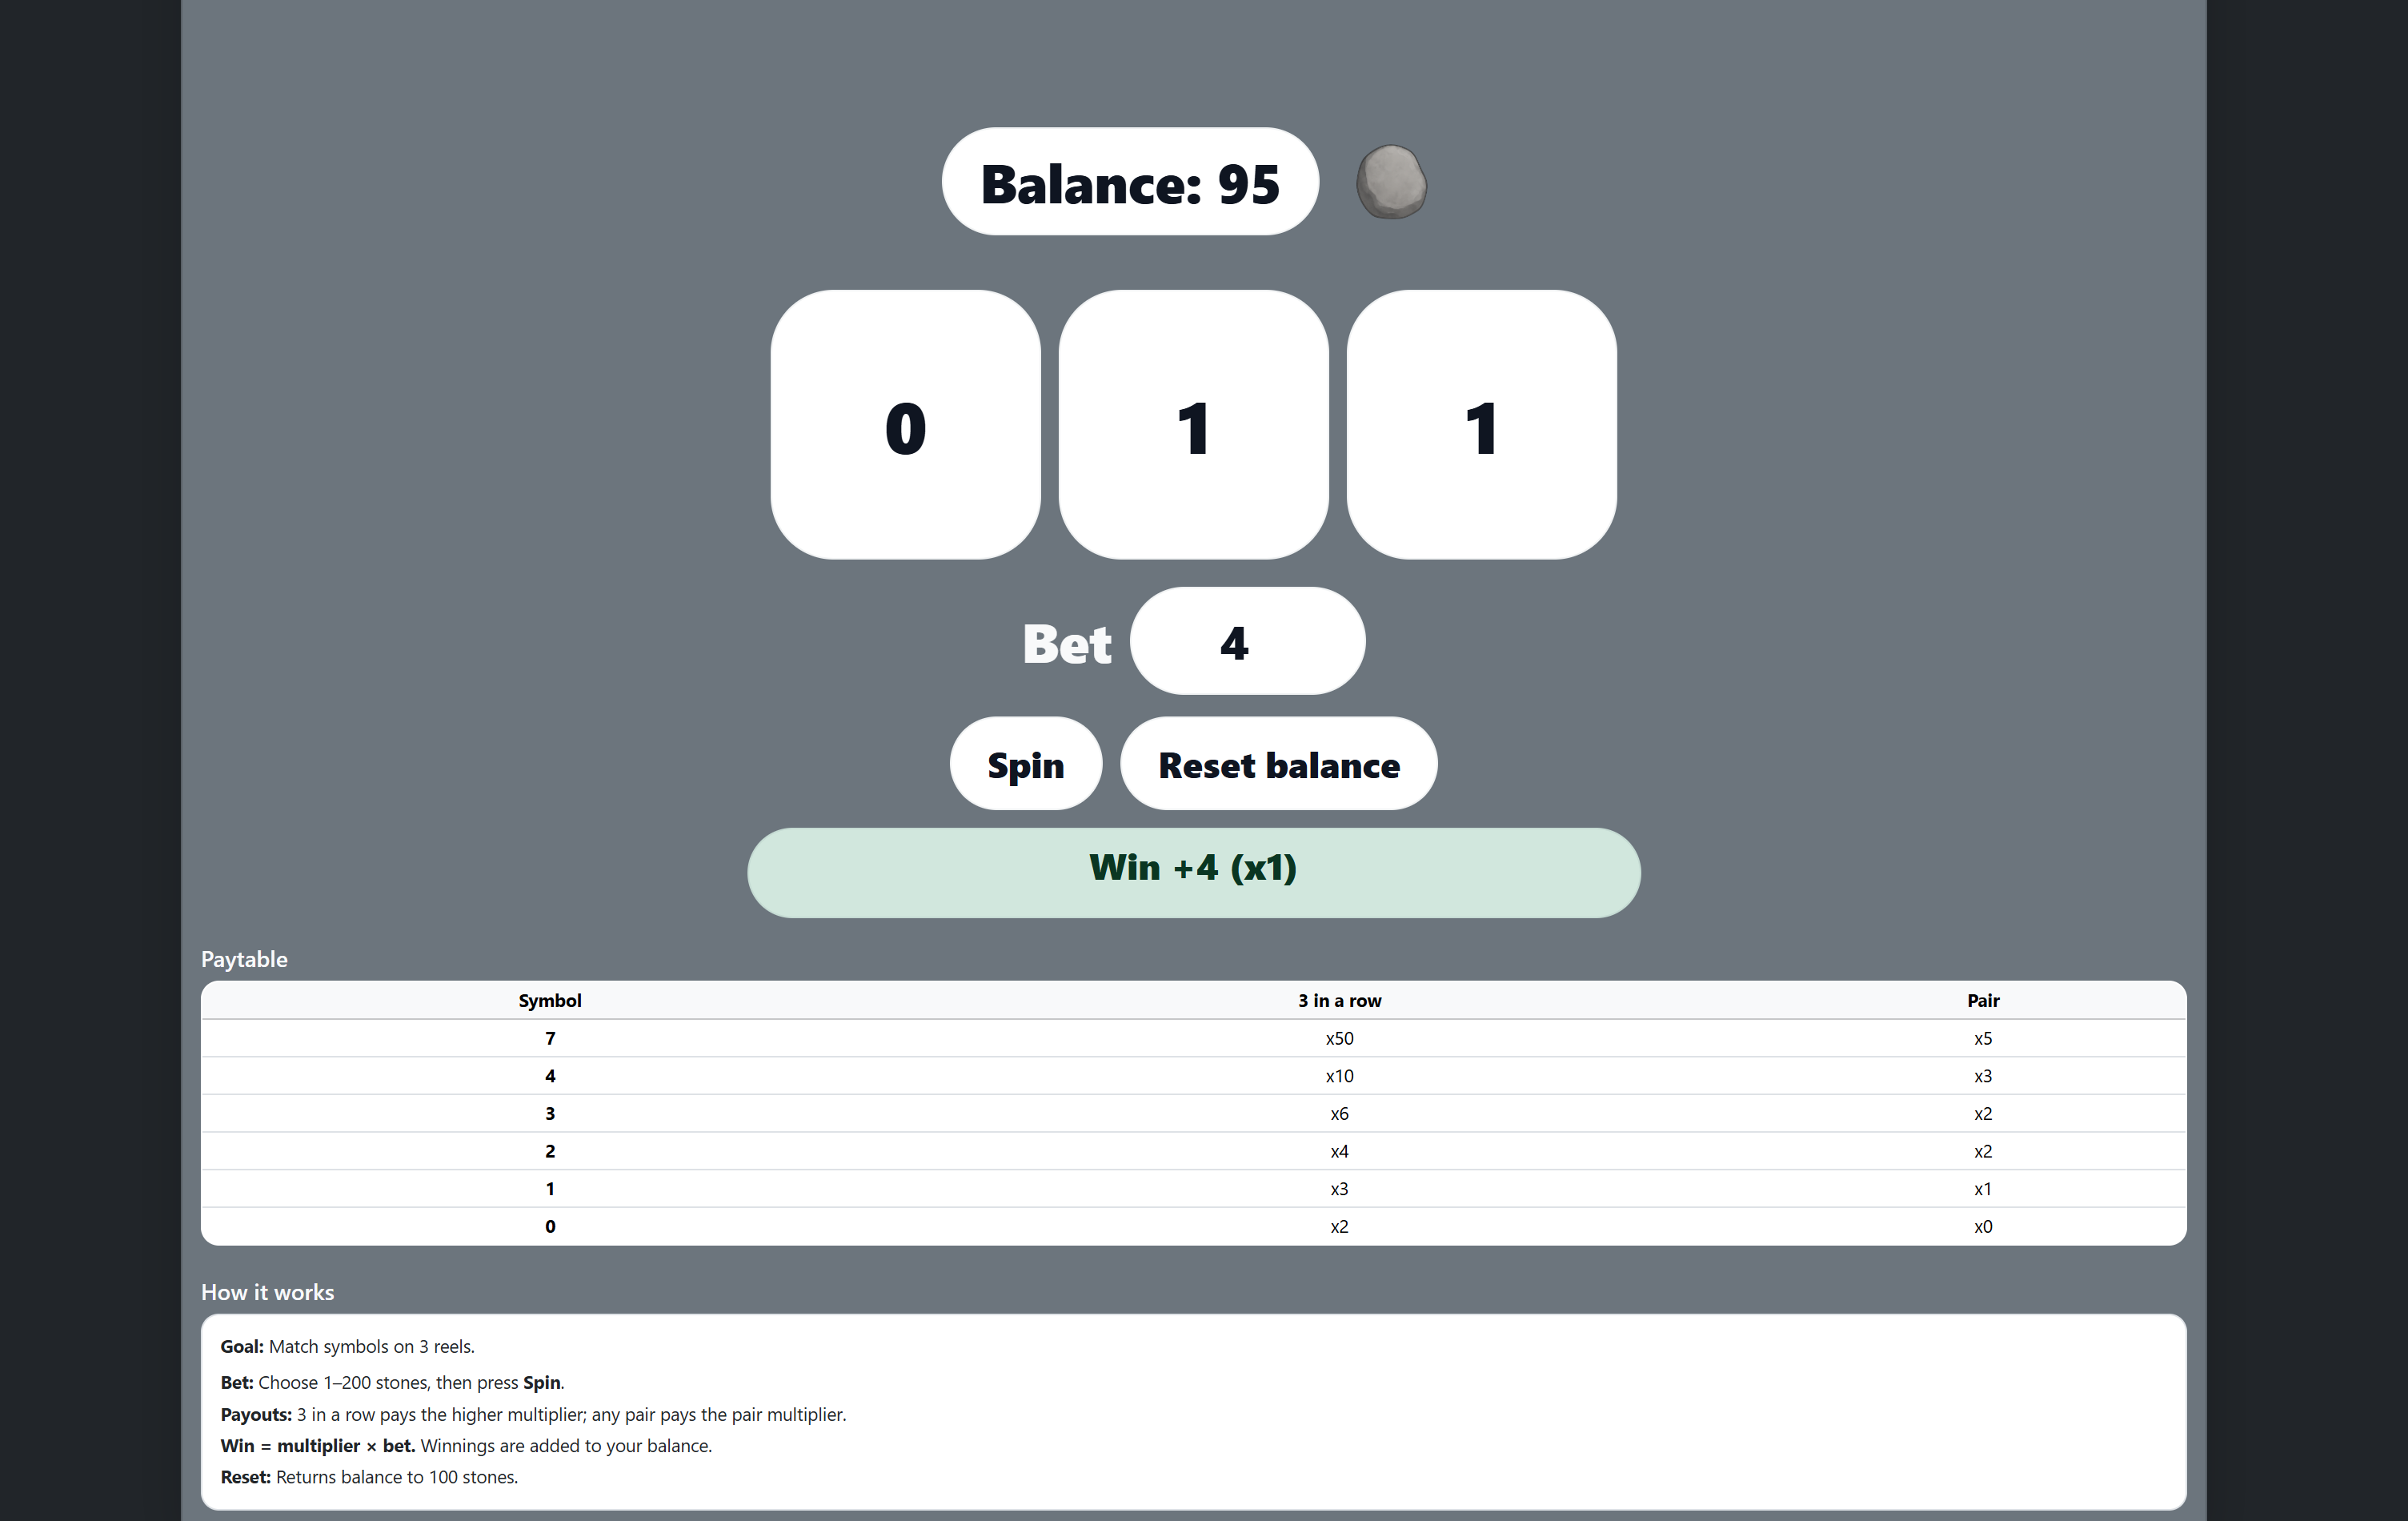 Balance: 95
0 1 1
Bet 4
Spin Reset balance
Win +4 (x1)
Paytable
Symbol 3 in a row Pair
7 x50 x5
4 x10 x3
3 x6 x2
2 x4 x2
1 x3 x1
0 x2 x0
How it works
Goal: Match symbols on 3 reels.
Bet: Choose 1–200 stones, then press Spin.
Payouts: 3 in a row pays the higher multiplier; any pair pays the pair multiplier.
Win = multiplier × bet. Winnings are added to your balance.
Reset: Returns balance to 100 stones.